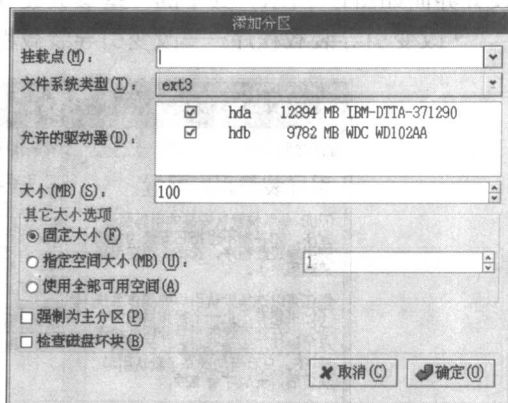 添加分区
挂载点(M):
文件系统类型(T): ext3
允许的驱动器(D):
hda 12394 MB IBM-DTTA-371290
hdb 9782 MB WDC WD102AA
大小(MB)(S): 100
其它大小选项
固定大小(F)
指定空间大小(MB)(U): 1
使用全部可用空间(A)
强制为主分区(P)
检查磁盘坏块(B)
取消(C) 确定(O)